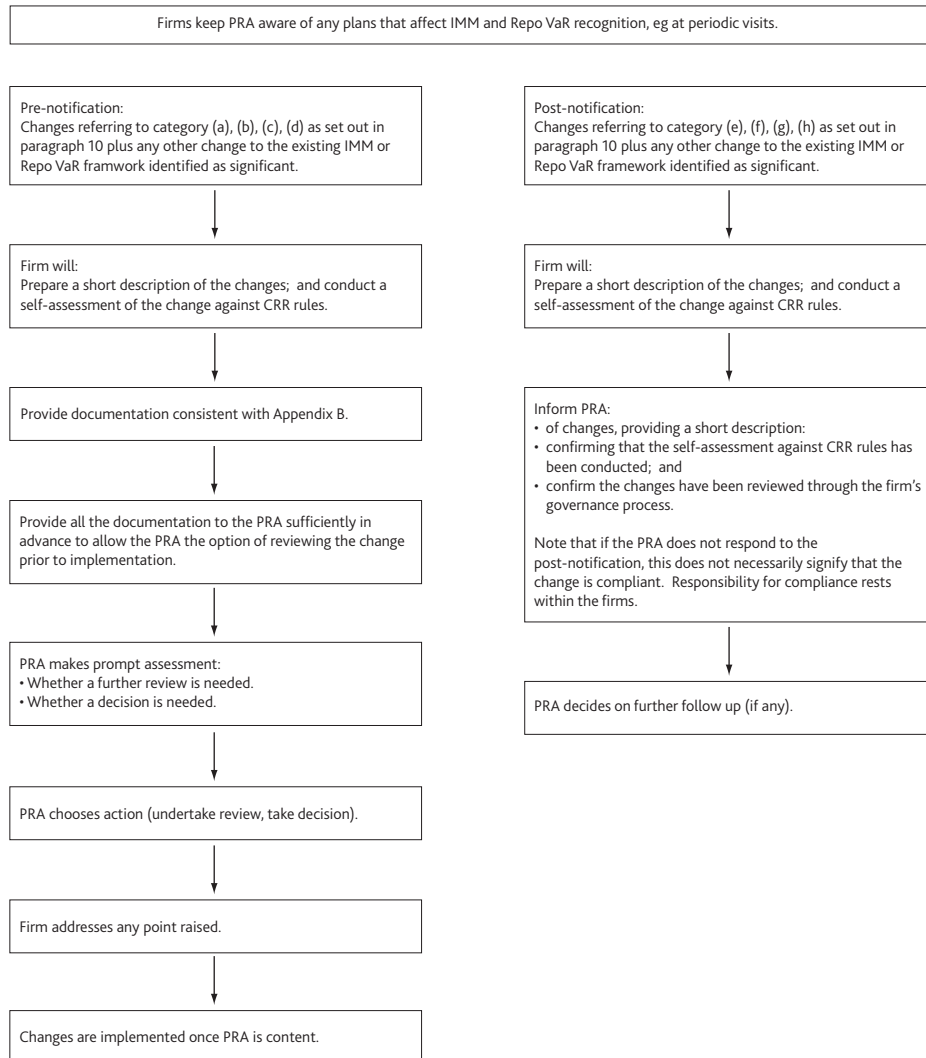 Firms keep PRA aware of any plans that affect IMM and Repo VaR recognition, eg at periodic visits.
Pre-notification:
Changes referring to category (a), (b), (c), (d) as set out in
paragraph 10 plus any other change to the existing IMM or
Repo VaR framwork identified as significant.
Firm will:
Prepare a short description of the changes; and conduct a
self-assessment of the change against CRR rules.
Provide documentation consistent with Appendix B.
Provide all the documentation to the PRA sufficiently in
advance to allow the PRA the option of reviewing the change
prior to implementation.
PRA makes prompt assessment:
• Whether a further review is needed.
• Whether a decision is needed.
PRA chooses action (undertake review, take decision).
Firm addresses any point raised.
Changes are implemented once PRA is content.
Post-notification:
Changes referring to category (e), (f), (g), (h) as set out in
paragraph 10 plus any other change to the existing IMM or
Repo VaR framework identified as significant.
Firm will:
Prepare a short description of the changes; and conduct a
self-assessment of the change against CRR rules.
Inform PRA:
• of changes, providing a short description:
• confirming that the self-assessment against CRR rules has
been conducted; and
• confirm the changes have been reviewed through the firm's
governance process.
Note that if the PRA does not respond to the
post-notification, this does not necessarily signify that the
change is compliant. Responsibility for compliance rests
within the firms.
PRA decides on further follow up (if any).